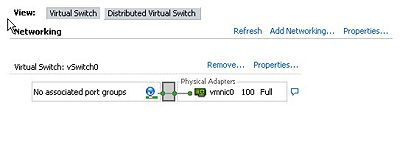 View: Virtual Switch Distributed Virtual Switch
Networking Refresh Add Networking... Properties...
Virtual Switch: vSwitch0 Remove... Properties...
Physical Adapters
No associated port groups vmnic0 100 Full